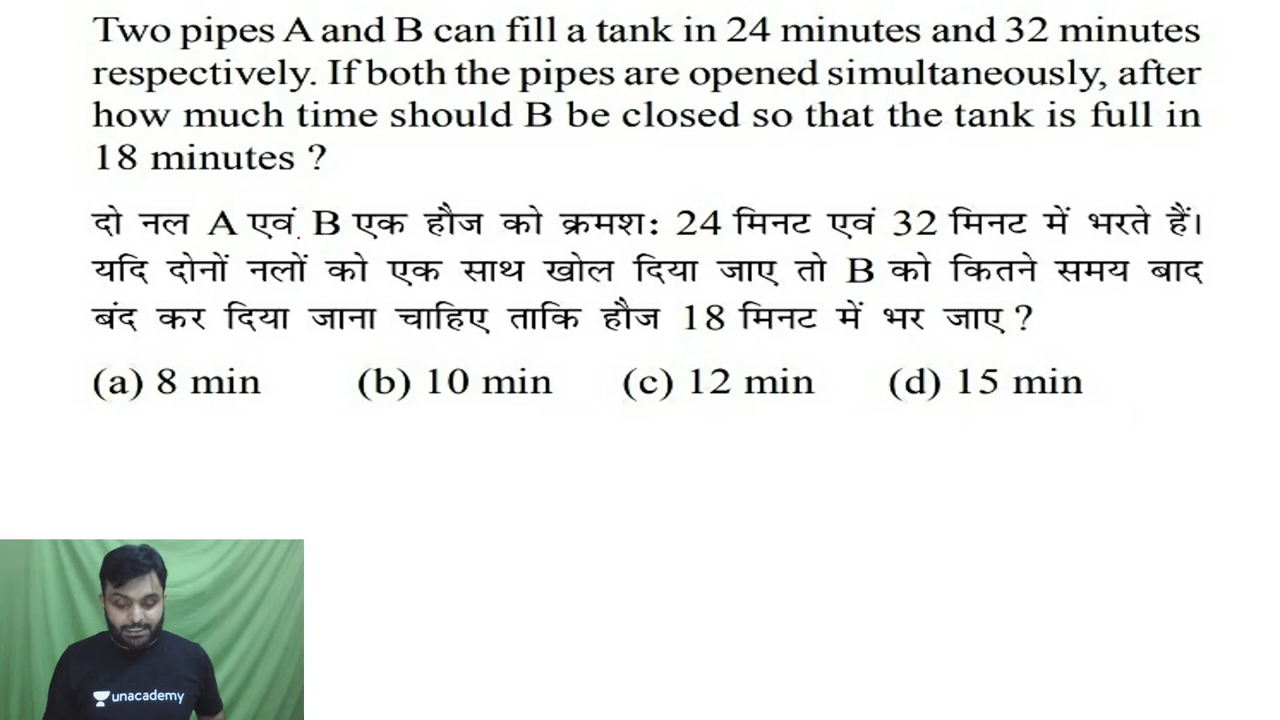 Two pipes A and B can fill a tank in 24 minutes and 32 minutes
respectively. If both the pipes are opened simultaneously, after
how much time should B be closed so that the tank is full in
18 minutes ?
दो नल A एवं B एक हौज को क्रमश: 24 मिनट एवं 32 मिनट में भरते हैं।
यदि दोनों नलों को एक साथ खोल दिया जाए तो B को कितने समय बाद
बंद कर दिया जाना चाहिए ताकि हौज 18 मिनट में भर जाए ?
(a) 8 min (b) 10 min (c) 12 min (d) 15 min
unacademy